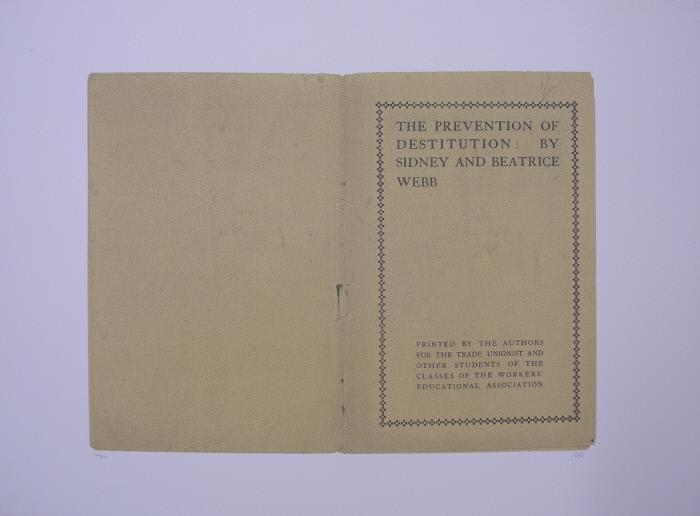 THE PREVENTION OF
DESTITUTION: BY
SIDNEY AND BEATRICE
WEBB
PRINTED BY THE AUTHORS
FOR THE TRADE UNIONIST AND
OTHER STUDENTS OF THE
CLASSES OF THE WORKERS'
EDUCATIONAL ASSOCIATION